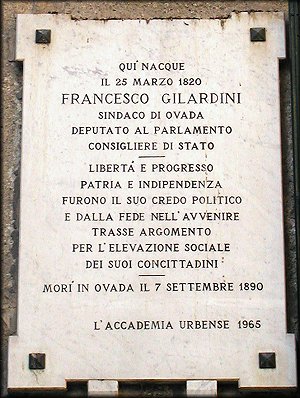 QUI NACQUE
IL 25 MARZO 1820
FRANCESCO GILARDINI
SINDACO DI OVADA
DEPUTATO AL PARLAMENTO
CONSIGLIERE DI STATO
LIBERTÀ E PROGRESSO
PATRIA E INDIPENDENZA
FURONO IL SUO CREDO POLITICO
E DALLA FEDE NELL'AVVENIRE
TRASSE ARGOMENTO
PER L'ELEVAZIONE SOCIALE
DEI SUOI CONCITTADINI
MORÌ IN OVADA IL 7 SETTEMBRE 1890
L'ACCADEMIA URBENSE 1965